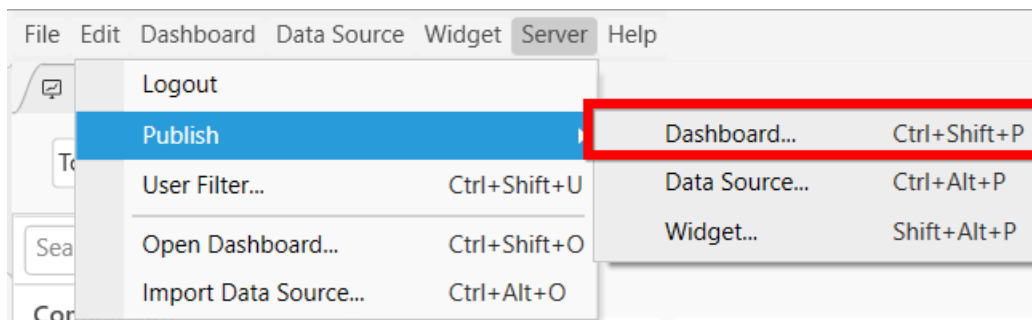 File Edit Dashboard Data Source Widget Server Help
Logout
Publish
Dashboard... Ctrl+Shift+P
User Filter... Ctrl+Shift+U
Data Source... Ctrl+Alt+P
Widget... Shift+Alt+P
Open Dashboard... Ctrl+Shift+O
Import Data Source... Ctrl+Alt+O